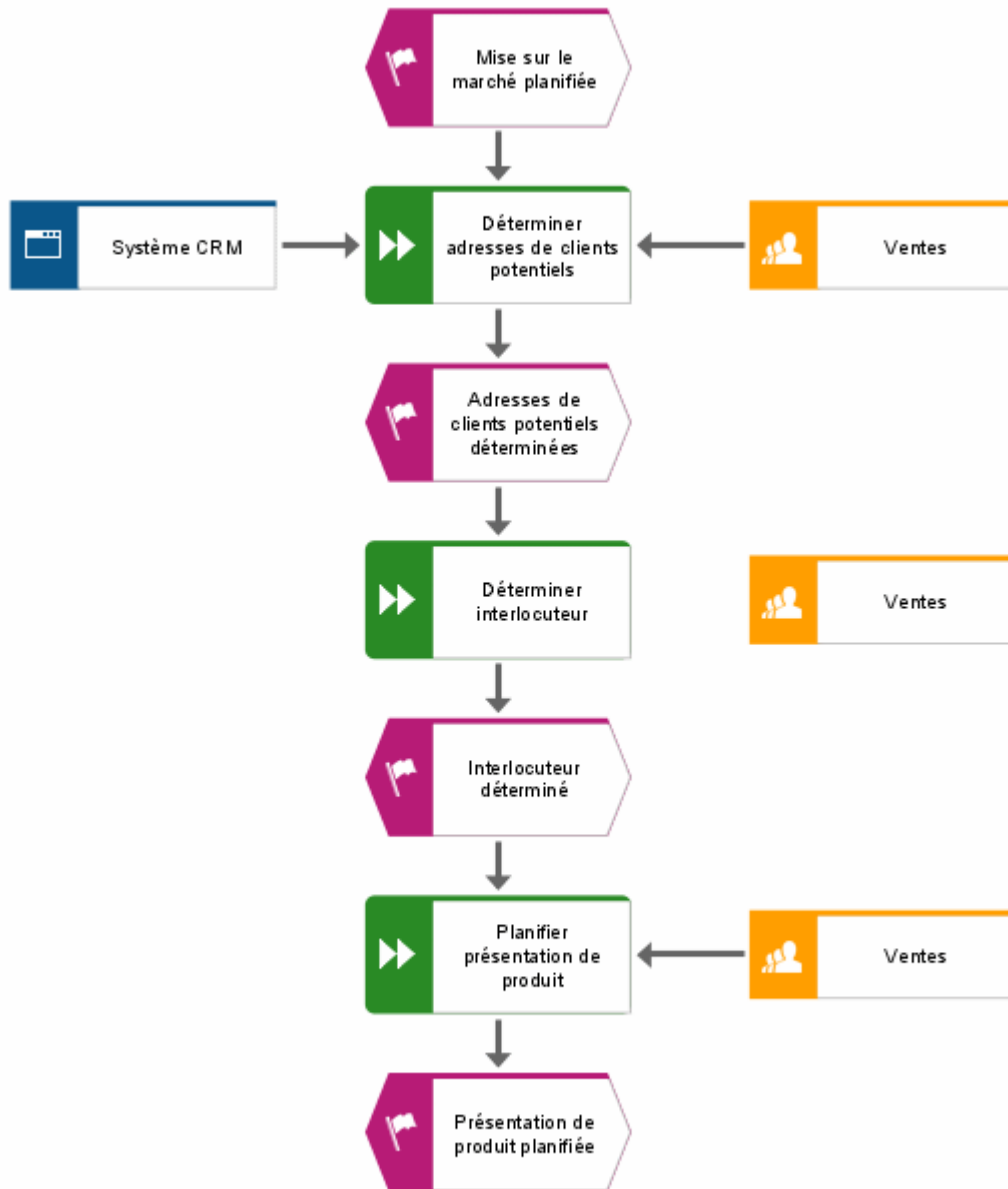 Mise sur le
marché planifiée
Système CRM
Déterminer
adresses de clients
potentiels
Ventes
Adresses de
clients potentiels
déterminées
Déterminer
interlocuteur
Ventes
Interlocuteur
déterminé
Planifier
présentation de
produit
Ventes
Présentation de
produit planifiée